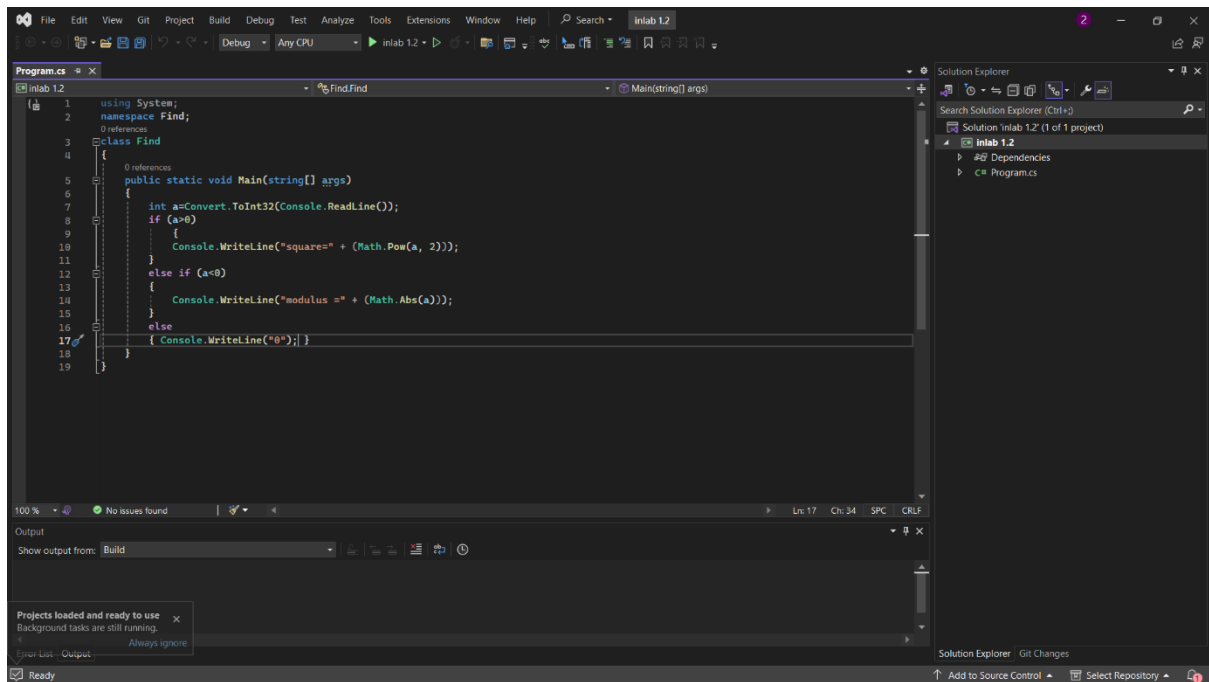 File Edit View Git Project Build Debug Test Analyze Tools Extensions Window Help Search inlab 1.2 2
Debug Any CPU inlab 1.2
Program.cs
inlab 1.2 Find.Find Main(string[] args)
1 using System;
2 namespace Find;
0 references
3 class Find
4 {
0 references
5 public static void Main(string[] args)
6 {
7 int a=Convert.ToInt32(Console.ReadLine());
8 if (a>0)
9 {
10 Console.WriteLine("square=" + (Math.Pow(a, 2)));
11 }
12 else if (a<0)
13 {
14 Console.WriteLine("modulus =" + (Math.Abs(a)));
15 }
16 else
17 { Console.WriteLine("0"); }
18 }
19 }
100 % No issues found Ln: 17 Ch: 34 SPC CRLF
Output
Show output from: Build
Projects loaded and ready to use
Background tasks are still running.
Always ignore
Error List Output
Ready
Solution Explorer
Search Solution Explorer (Ctrl+;)
Solution 'inlab 1.2' (1 of 1 project)
inlab 1.2
Dependencies
C# Program.cs
Solution Explorer Git Changes
Add to Source Control Select Repository 1